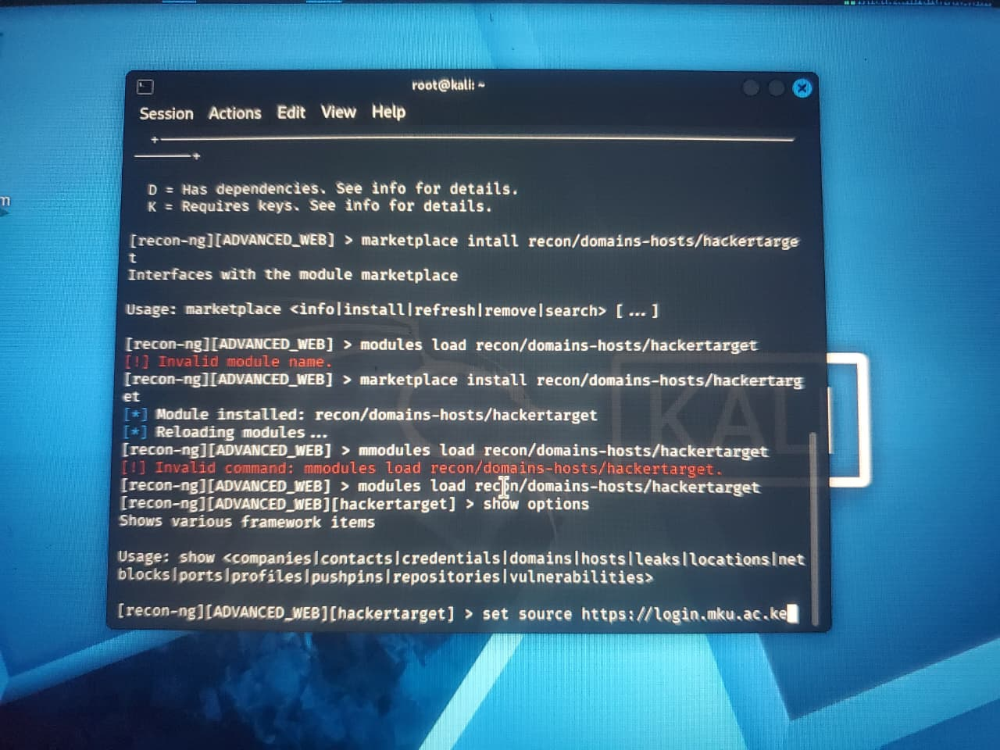 root@kali: ~
Session Actions Edit View Help
D = Has dependencies. See info for details.
K = Requires keys. See info for details.
[recon-ng][ADVANCED_WEB] > marketplace intall recon/domains-hosts/hackertarge
t
Interfaces with the module marketplace
Usage: marketplace <info|install|refresh|remove|search> [ ... ]
[recon-ng][ADVANCED_WEB] > modules load recon/domains-hosts/hackertarget
[!] Invalid module name.
[recon-ng][ADVANCED_WEB] > marketplace install recon/domains-hosts/hackertarg
et
[*] Module installed: recon/domains-hosts/hackertarget
[*] Reloading modules ...
[recon-ng][ADVANCED_WEB] > mmodules load recon/domains-hosts/hackertarget
[!] Invalid command: mmodules load recon/domains-hosts/hackertarget.
[recon-ng][ADVANCED_WEB] > modules load recon/domains-hosts/hackertarget
[recon-ng][ADVANCED_WEB][hackertarget] > show options
Shows various framework items
Usage: show <companies|contacts|credentials|domains|hosts|leaks|locations|net
blocks|ports|profiles|pushpins|repositories|vulnerabilities>
[recon-ng][ADVANCED_WEB][hackertarget] > set source https://login.mku.ac.ke
KALI
m